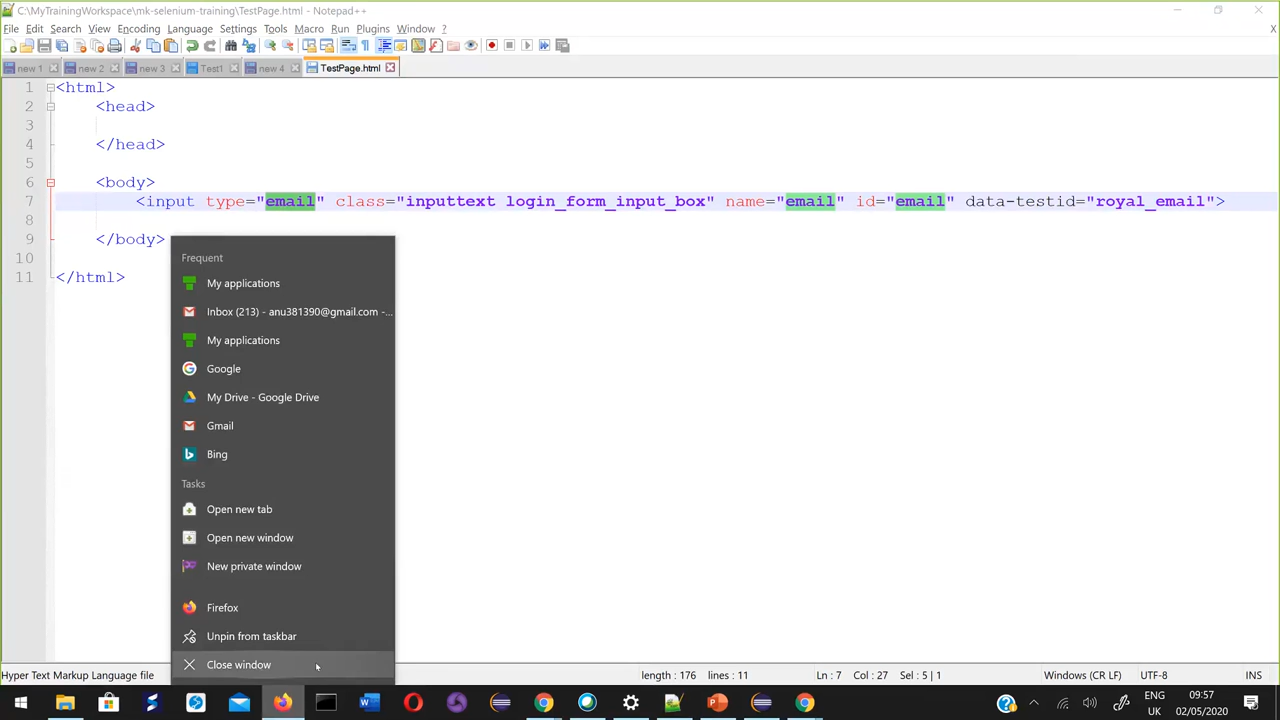 C:\MyTrainingWorkspace\mk-selenium-training\TestPage.html - Notepad++
File Edit Search View Encoding Language Settings Tools Macro Run Plugins Window ? X
new 1 new 2 new 3 Test1 new 4 TestPage.html
1 <html>
2 <head>
3
4 </head>
5
6 <body>
7 <input type="email" class="inputtext login_form_input_box" name="email" id="email" data-testid="royal_email">
8
9 </body>
10
11 </html>
Frequent
My applications
Inbox (213) - anu381390@gmail.com -...
My applications
Google
My Drive - Google Drive
Gmail
Bing
Tasks
Open new tab
Open new window
New private window
Firefox
Unpin from taskbar
Close window
Hyper Text Markup Language file length : 176 lines : 11 Ln : 7 Col : 27 Sel : 5 | 1 Windows (CR LF) UTF-8 INS
ENG 09:57
UK 02/05/2020